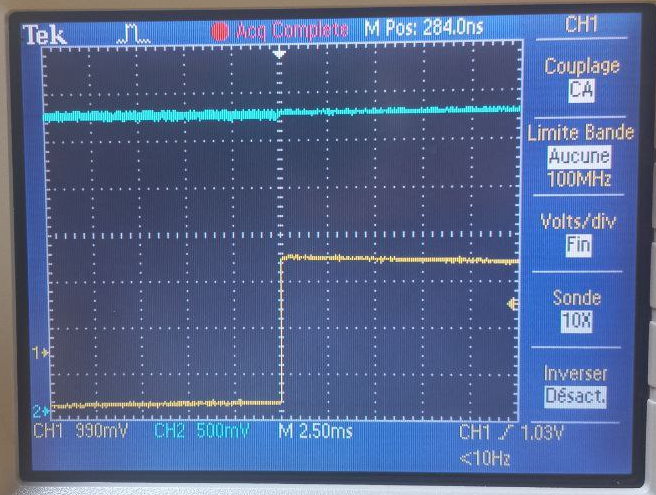 Tek
Acq Complete
M Pos: 284.0ns
CH1
Couplage
CA
Limite Bande
Aucune
100MHz
Volts/div
Fin
Sonde
10X
Inverser
Désact.
1
2
CH1 990mV
CH2 500mV
M 2.50ms
CH1 1.03V
<10Hz